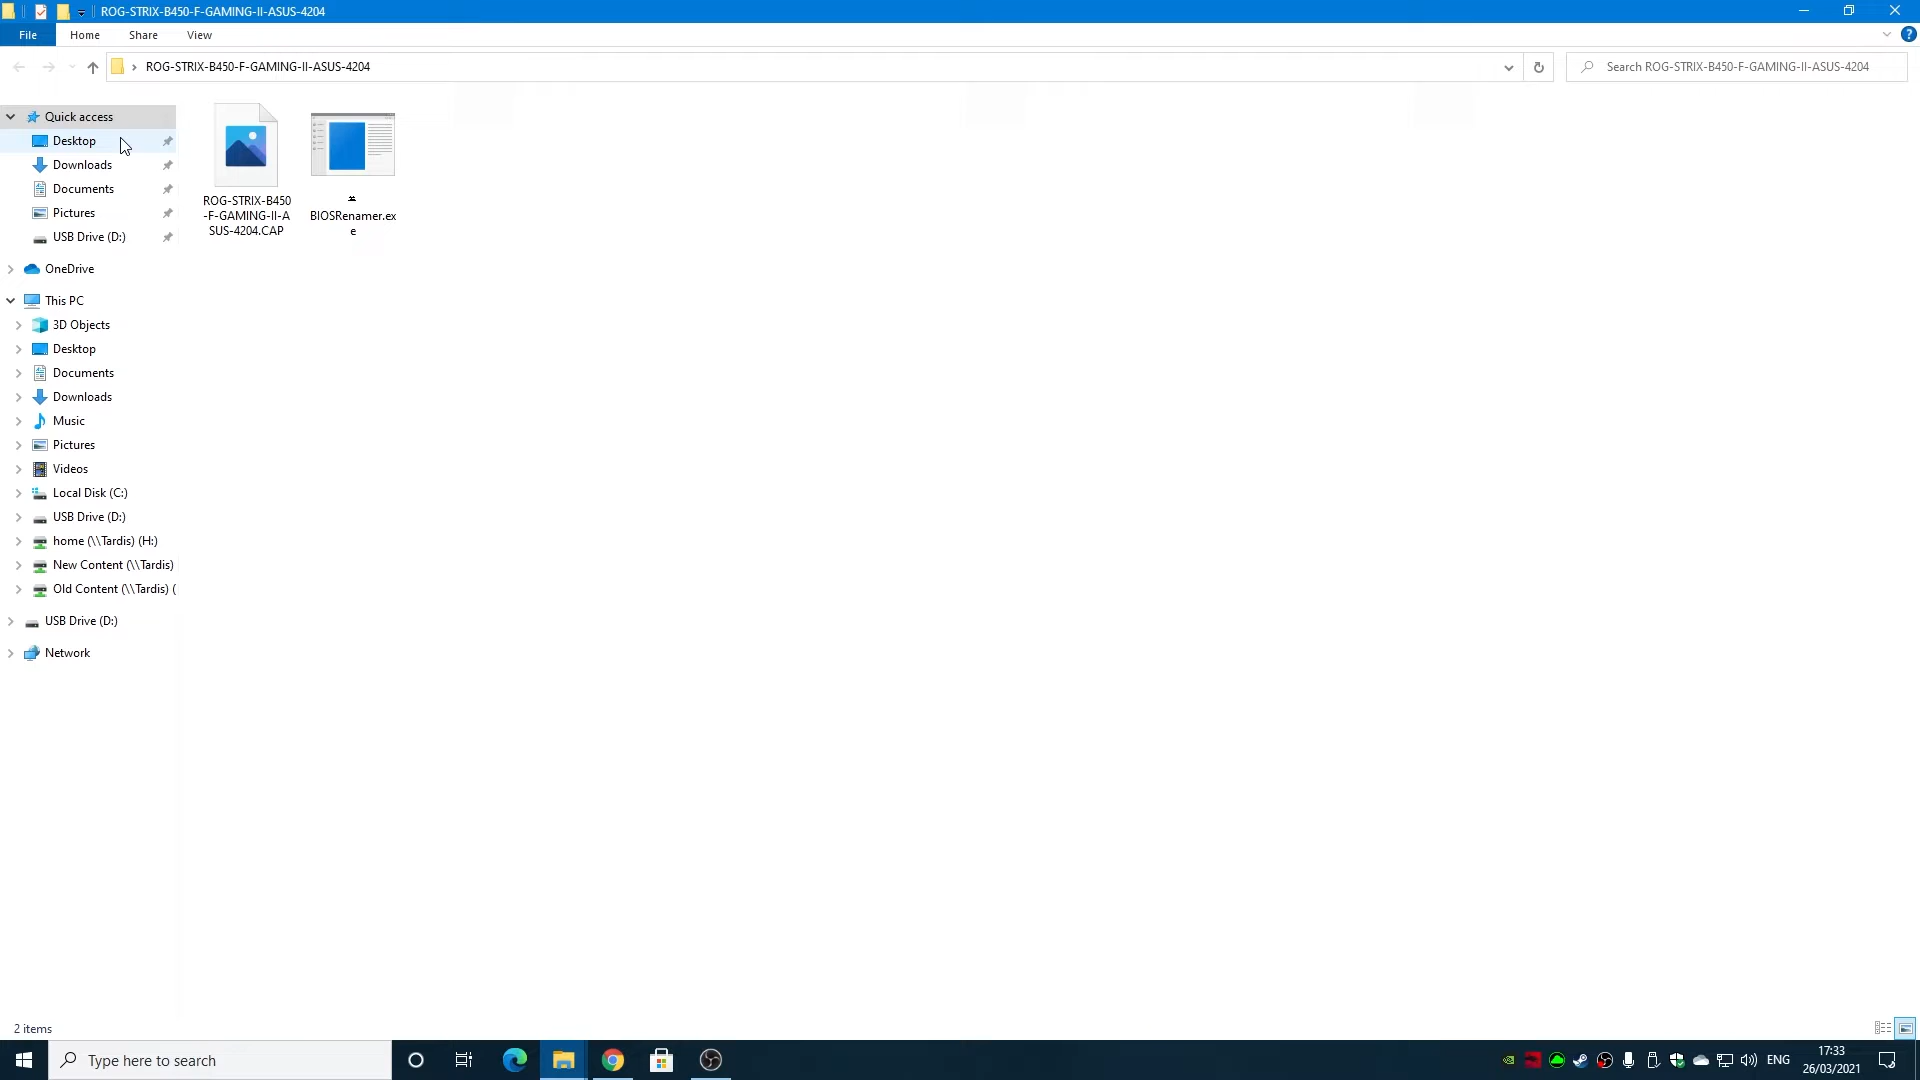 ROG-STRIX-B450-F-GAMING-II-ASUS-4204
File Home Share View
ROG-STRIX-B450-F-GAMING-II-ASUS-4204
Search ROG-STRIX-B450-F-GAMING-II-ASUS-4204
Quick access
Desktop
Downloads
Documents
Pictures
USB Drive (D:)
OneDrive
This PC
3D Objects
Desktop
Documents
Downloads
Music
Pictures
Videos
Local Disk (C:)
USB Drive (D:)
home (\\Tardis) (H:)
New Content (\\Tardis)
Old Content (\\Tardis) (
USB Drive (D:)
Network
ROG-STRIX-B450
-F-GAMING-II-A
SUS-4204.CAP
BIOSRenamer.ex
e
2 items
Type here to search
ENG
17:33
26/03/2021